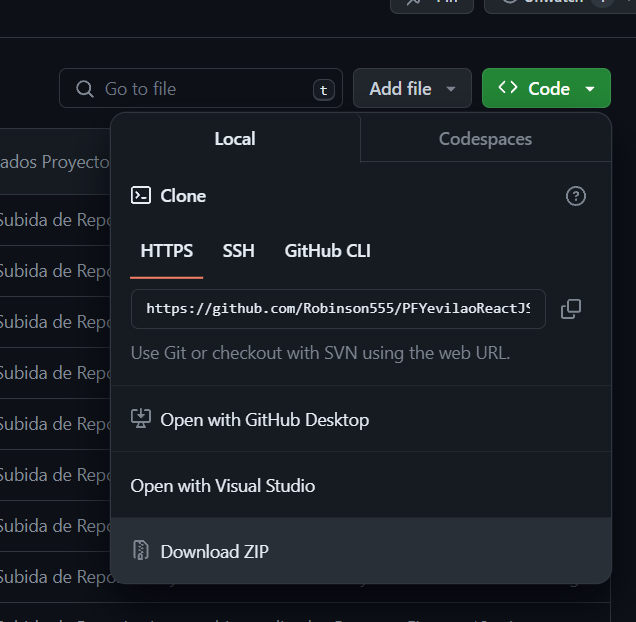 Go to file
t
Add file
Code
Local
Codespaces
ados Proyecto
Clone
Subida de Repo
HTTPS
SSH
GitHub CLI
Subida de Repo
https://github.com/Robinson555/PFYevilaoReactJS
Subida de Repo
Use Git or checkout with SVN using the web URL.
Subida de Repo
Open with GitHub Desktop
Subida de Repo
Open with Visual Studio
Subida de Repo
Subida de Repo
Download ZIP
Subida de Repo